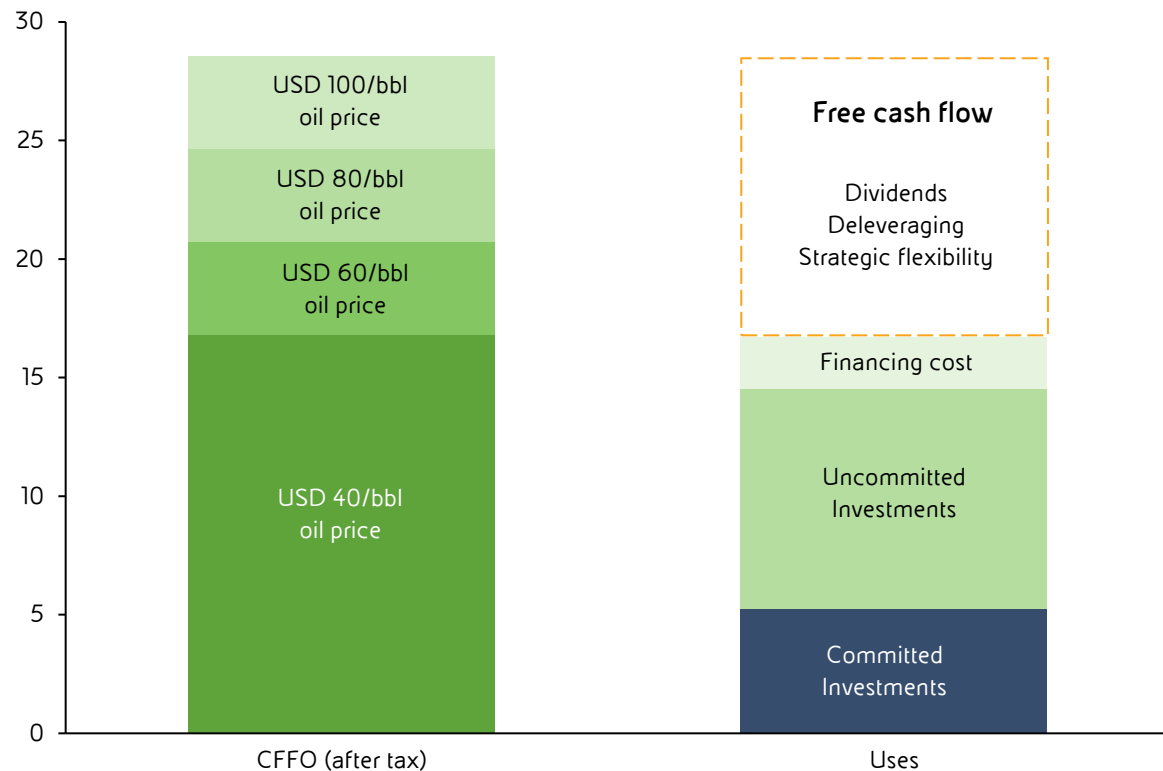 30
25
20
15
10
5
0
USD 100/bbl
oil price
USD 80/bbl
oil price
USD 60/bbl
oil price
USD 40/bbl
oil price
CFFO (after tax)
Free cash flow
Dividends
Deleveraging
Strategic flexibility
Financing cost
Uncommitted
Investments
Committed
Investments
Uses